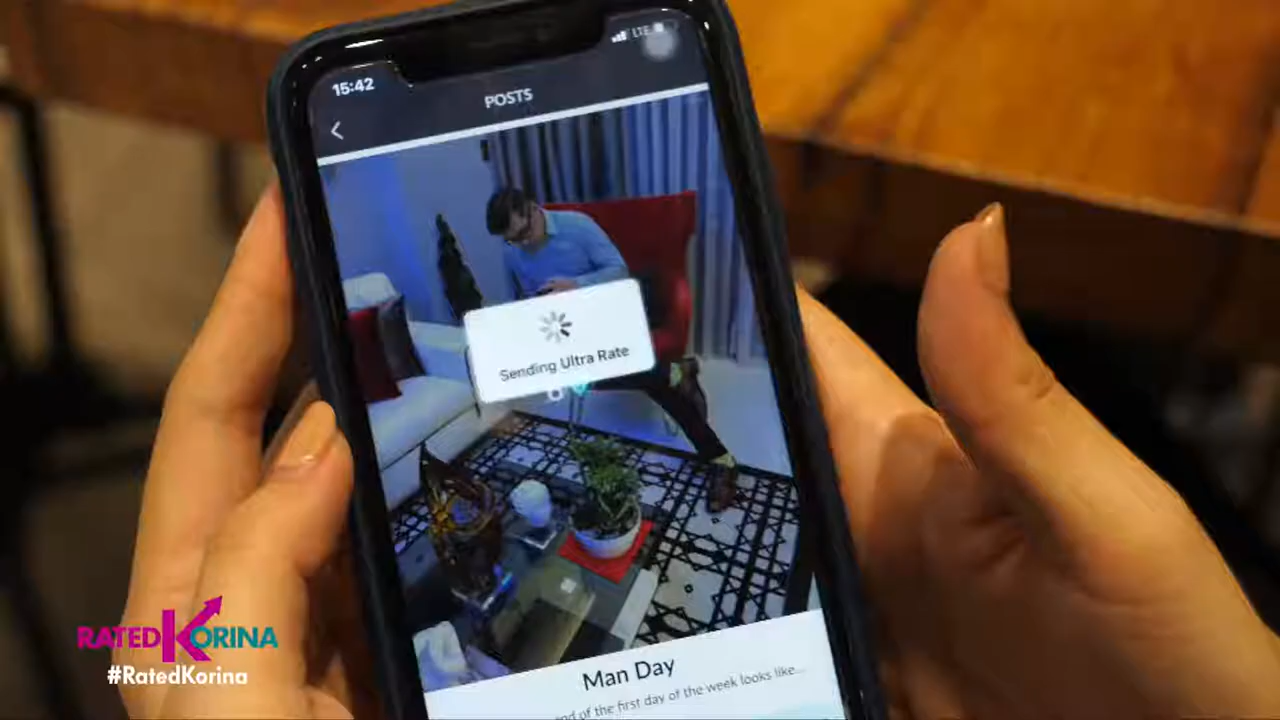 15:42
LTE
POSTS
Sending Ultra Rate
Man Day
end of the first day of the week looks like...
RATED KORINA
#RatedKorina